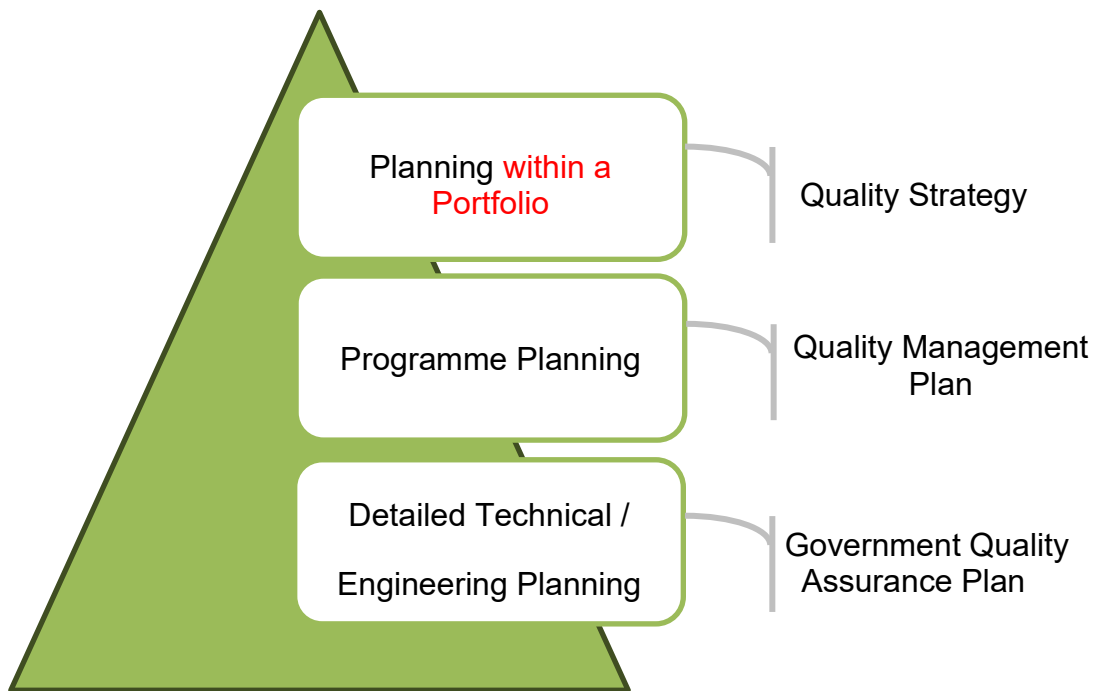 Planning within a
Portfolio
Quality Strategy
Programme Planning
Quality Management
Plan
Detailed Technical /
Engineering Planning
Government Quality
Assurance Plan